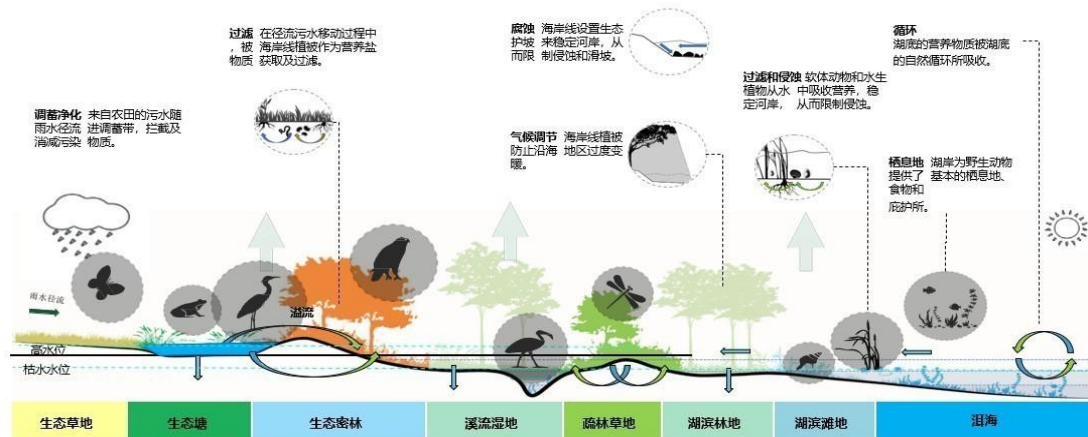 过滤 在径流污水移动过程中
，被 海岸线植被作为营养盐
物质 获取及过滤。
腐蚀 海岸线设置生态
护坡 来稳定河岸，从
而限 制侵蚀和滑坡。
循环
湖底的营养物质被湖底
的自然循环所吸收。
过滤和侵蚀 软体动物和水生
植物从水 中吸收营养，稳
定河岸， 从而限制侵蚀。
调蓄净化 来自农田的污水随
雨水径流 进调蓄带，拦截及
消减污染 物质。
气候调节 海岸线植被
防止沿海 地区过度变
暖。
栖息地 湖岸为野生动物
提供了 基本的栖息地、
食物和
庇护所。
雨水径流
溢流
高水位
枯水水位
生态草地
生态塘
生态密林
溪流湿地
疏林草地
湖滨林地
湖滨滩地
洱海